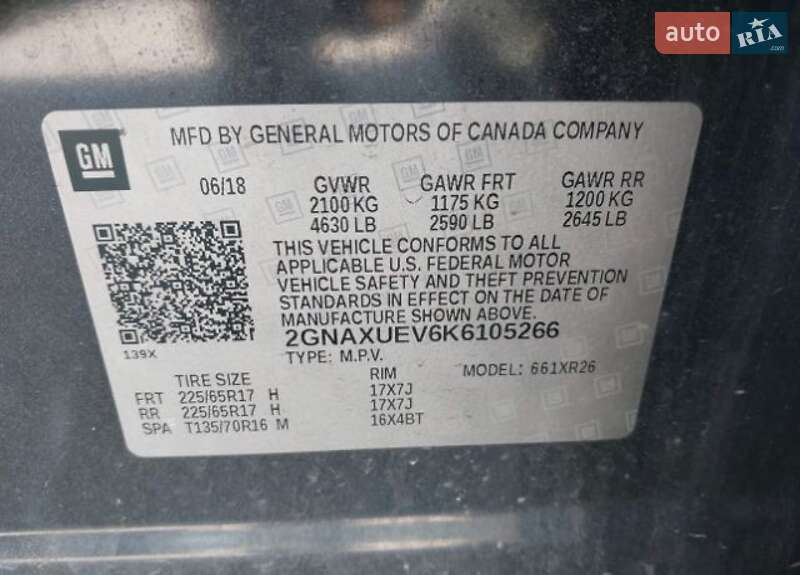 auto RIA.com
GM
MFD BY GENERAL MOTORS OF CANADA COMPANY
06/18 GVWR GAWR FRT GAWR RR
2100 KG 1175 KG 1200 KG
4630 LB 2590 LB 2645 LB
THIS VEHICLE CONFORMS TO ALL
APPLICABLE U.S. FEDERAL MOTOR
VEHICLE SAFETY AND THEFT PREVENTION
STANDARDS IN EFFECT ON THE DATE OF
MANUFACTURE SHOWN ABOVE.
2GNAXUEV6K6105266
139X
TYPE: M.P.V. MODEL: 661XR26
TIRE SIZE RIM
FRT 225/65R17 H 17X7J
RR 225/65R17 H 17X7J
SPA T135/70R16 M 16X4BT